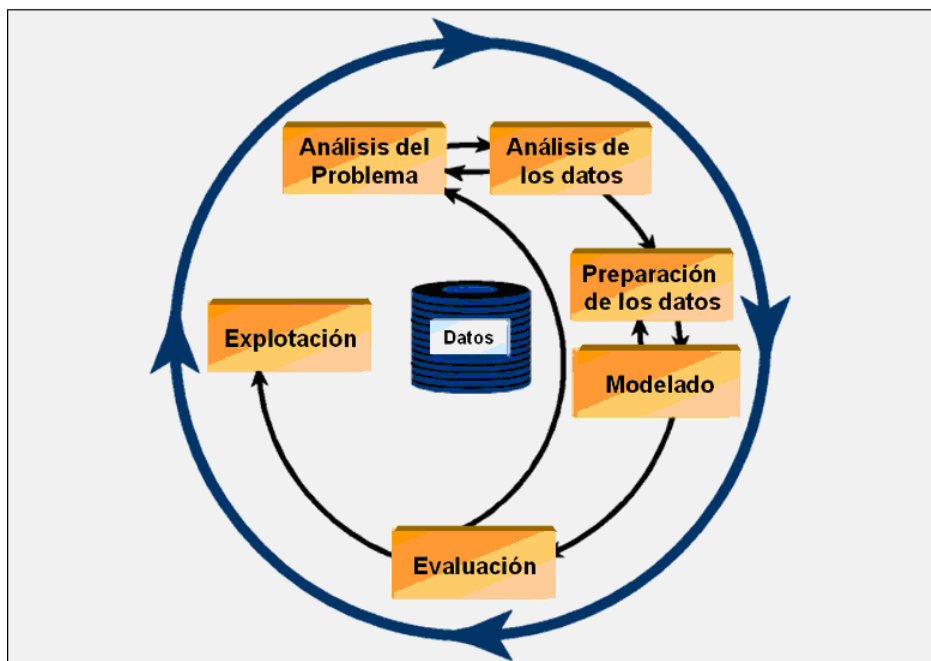 Análisis del
Problema
Análisis de
los datos
Preparación
de los datos
Explotación
Datos
Modelado
Evaluación